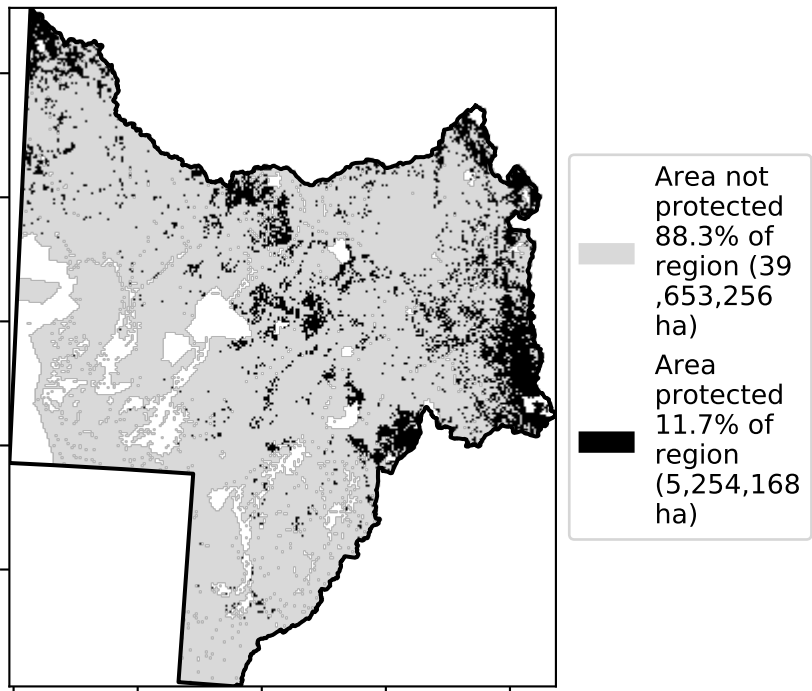 Area not
protected
88.3% of
region (39
,653,256
ha)
Area
protected
11.7% of
region
(5,254,168
ha)